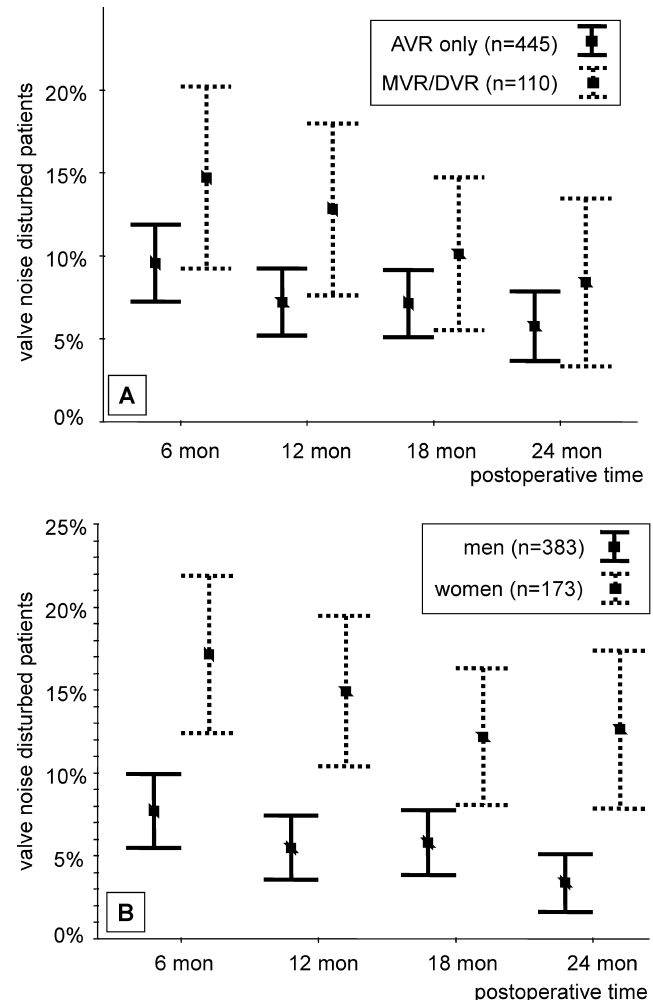 AVR only (n=445)
MVR/DVR (n=110)
valve noise disturbed patients
20%
15%
10%
5%
0%
A
6 mon
12 mon
18 mon
24 mon
postoperative time
25%
men (n=383)
women (n=173)
valve noise disturbed patients
20%
15%
10%
5%
0%
B
6 mon
12 mon
18 mon
24 mon
postoperative time